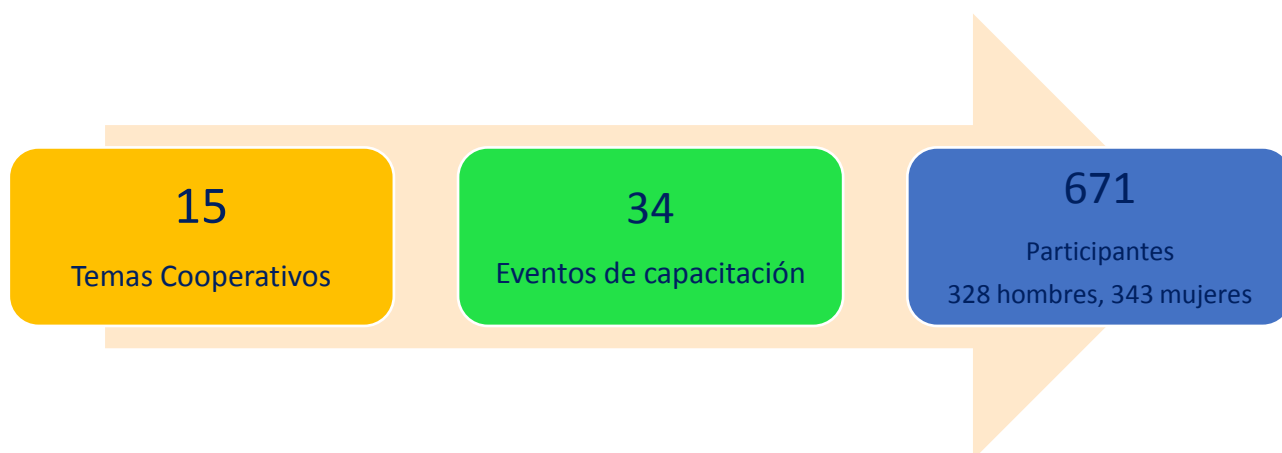 15
Temas Cooperativos
34
Eventos de capacitación
671
Participantes
328 hombres, 343 mujeres